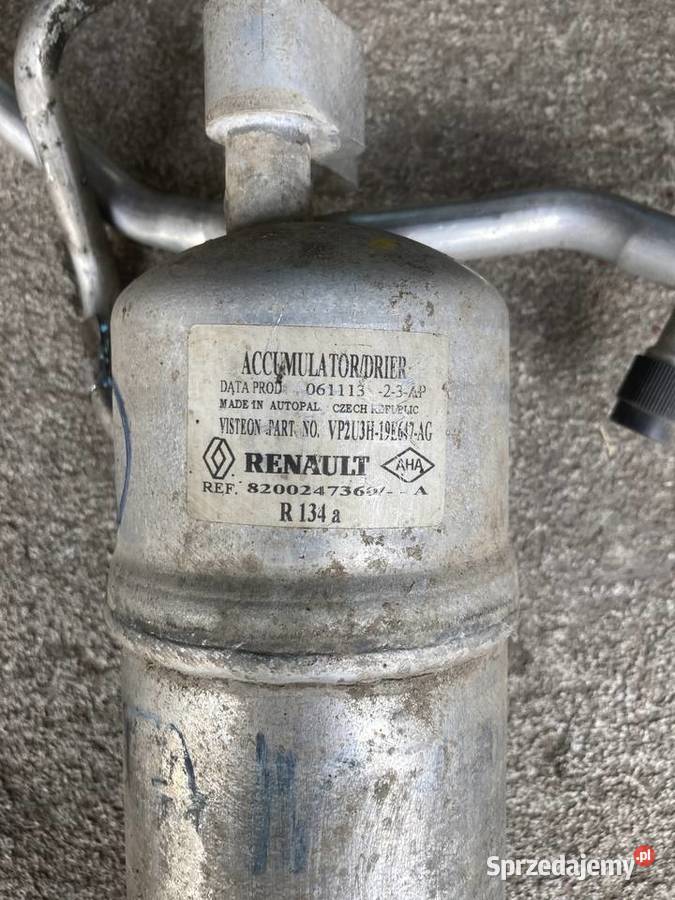 ACCUMULATOR/DRIER
DATA PROD 061113 -2-3-AP
MADE IN AUTOPAL CZECH REPUBLIC
VISTEON PART. NO. VP2U3H-19E647-AG
RENAULT AHA
REF. 8200247360/- - A
R 134 a
Sprzedajemy.pl